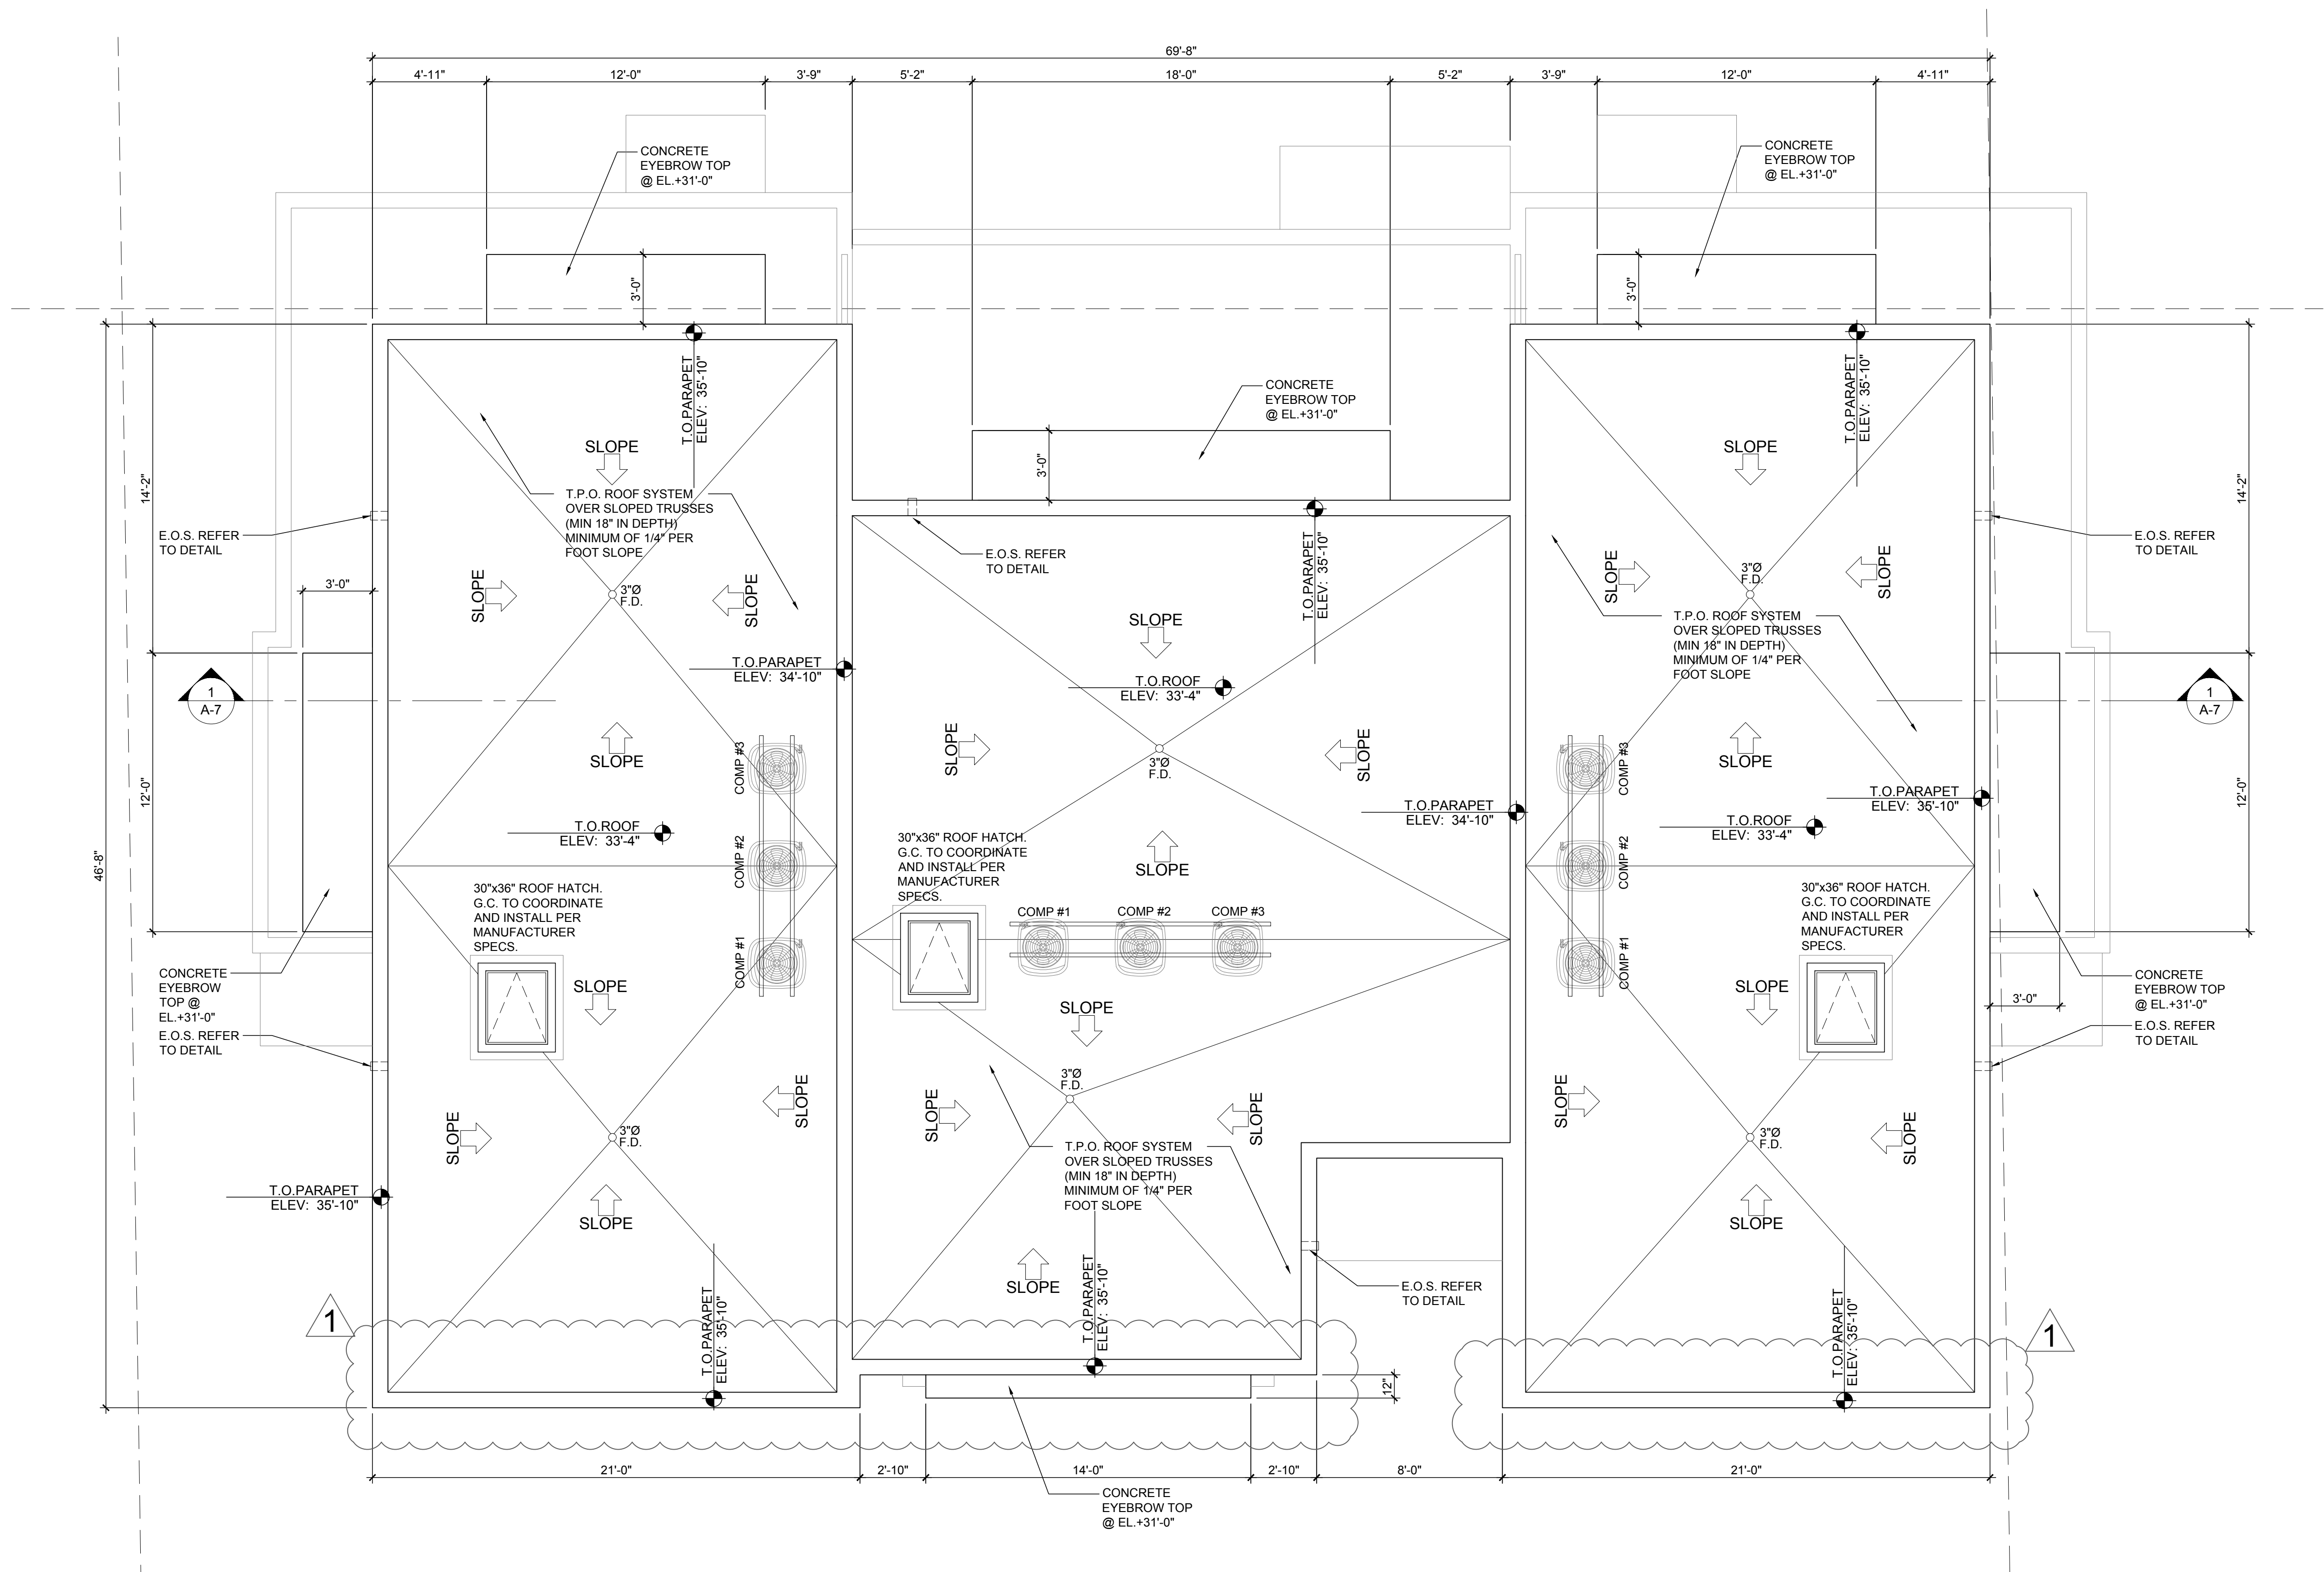 69'-8"
4'-11"
12'-0"
3'-9"
5'-2"
18'-0"
5'-2"
3'-9"
12'-0"
4'-11"
CONCRETE
EYEBROW TOP
@ EL.+31'-0"
CONCRETE
EYEBROW TOP
@ EL.+31'-0"
3'-0"
3'-0"
T.O.PARAPET
ELEV: 35'-10"
T.O.PARAPET
ELEV: 35'-10"
CONCRETE
EYEBROW TOP
@ EL.+31'-0"
3'-0"
SLOPE
SLOPE
14'-2"
14'-2"
T.P.O. ROOF SYSTEM
OVER SLOPED TRUSSES
(MIN 18" IN DEPTH)
MINIMUM OF 1/4" PER
FOOT SLOPE
E.O.S. REFER
TO DETAIL
E.O.S. REFER
TO DETAIL
T.O.PARAPET
ELEV: 35'-10"
E.O.S. REFER
TO DETAIL
3'-0"
SLOPE
3"Ø
F.D.
SLOPE
SLOPE
3"Ø
F.D.
SLOPE
SLOPE
T.P.O. ROOF SYSTEM
OVER SLOPED TRUSSES
(MIN 18" IN DEPTH)
MINIMUM OF 1/4" PER
FOOT SLOPE
T.O.PARAPET
ELEV: 34'-10"
T.O.ROOF
ELEV: 33'-4"
1
A-7
1
A-7
SLOPE
SLOPE
SLOPE
SLOPE
3"Ø
F.D.
COMP #3
COMP #3
12'-0"
12'-0"
T.O.PARAPET
ELEV: 34'-10"
T.O.PARAPET
ELEV: 35'-10"
T.O.ROOF
ELEV: 33'-4"
T.O.ROOF
ELEV: 33'-4"
46'-8"
COMP #2
COMP #2
30"x36" ROOF HATCH.
G.C. TO COORDINATE
AND INSTALL PER
MANUFACTURER
SPECS.
SLOPE
30"x36" ROOF HATCH.
G.C. TO COORDINATE
AND INSTALL PER
MANUFACTURER
SPECS.
30"x36" ROOF HATCH.
G.C. TO COORDINATE
AND INSTALL PER
MANUFACTURER
SPECS.
COMP #1
COMP #2
COMP #3
COMP #1
COMP #1
CONCRETE
EYEBROW
TOP @
EL.+31'-0"
E.O.S. REFER
TO DETAIL
SLOPE
SLOPE
SLOPE
3'-0"
CONCRETE
EYEBROW TOP
@ EL.+31'-0"
E.O.S. REFER
TO DETAIL
3"Ø
F.D.
SLOPE
SLOPE
SLOPE
SLOPE
3"Ø
F.D.
SLOPE
SLOPE
3"Ø
F.D.
T.P.O. ROOF SYSTEM
OVER SLOPED TRUSSES
(MIN 18" IN DEPTH)
MINIMUM OF 1/4" PER
FOOT SLOPE
T.O.PARAPET
ELEV: 35'-10"
SLOPE
SLOPE
SLOPE
E.O.S. REFER
TO DETAIL
1
1
T.O.PARAPET
ELEV: 35'-10"
T.O.PARAPET
ELEV: 35'-10"
T.O.PARAPET
ELEV: 35'-10"
12"
21'-0"
2'-10"
14'-0"
2'-10"
8'-0"
21'-0"
CONCRETE
EYEBROW TOP
@ EL.+31'-0"